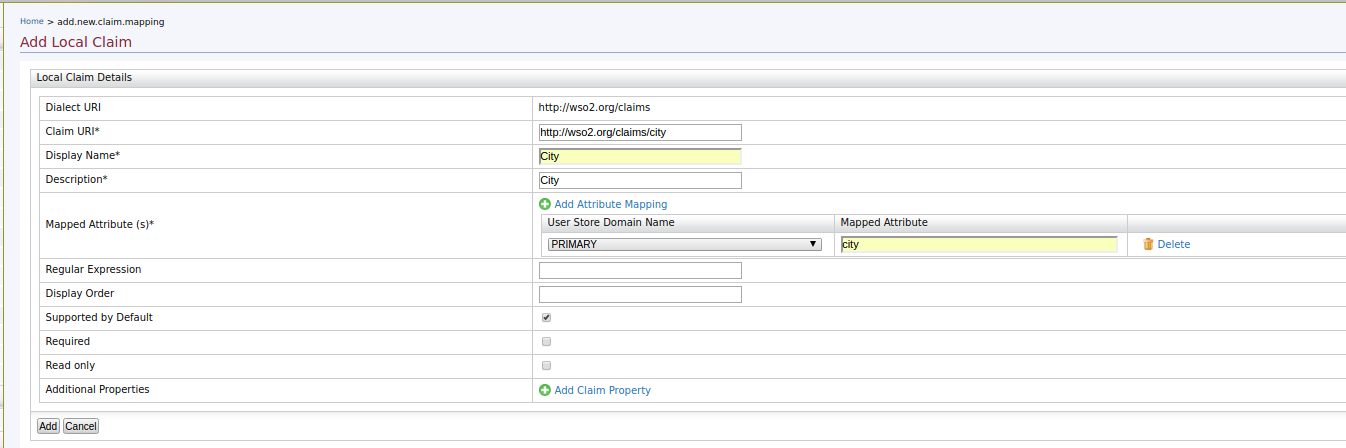 Home > add.new.claim.mapping
Add Local Claim
Local Claim Details
Dialect URI http://wso2.org/claims
Claim URI* http://wso2.org/claims/city
Display Name* City
Description* City
Add Attribute Mapping
User Store Domain Name Mapped Attribute
Mapped Attribute (s)*
PRIMARY city Delete
Regular Expression
Display Order
Supported by Default
Required
Read only
Additional Properties Add Claim Property
Add Cancel